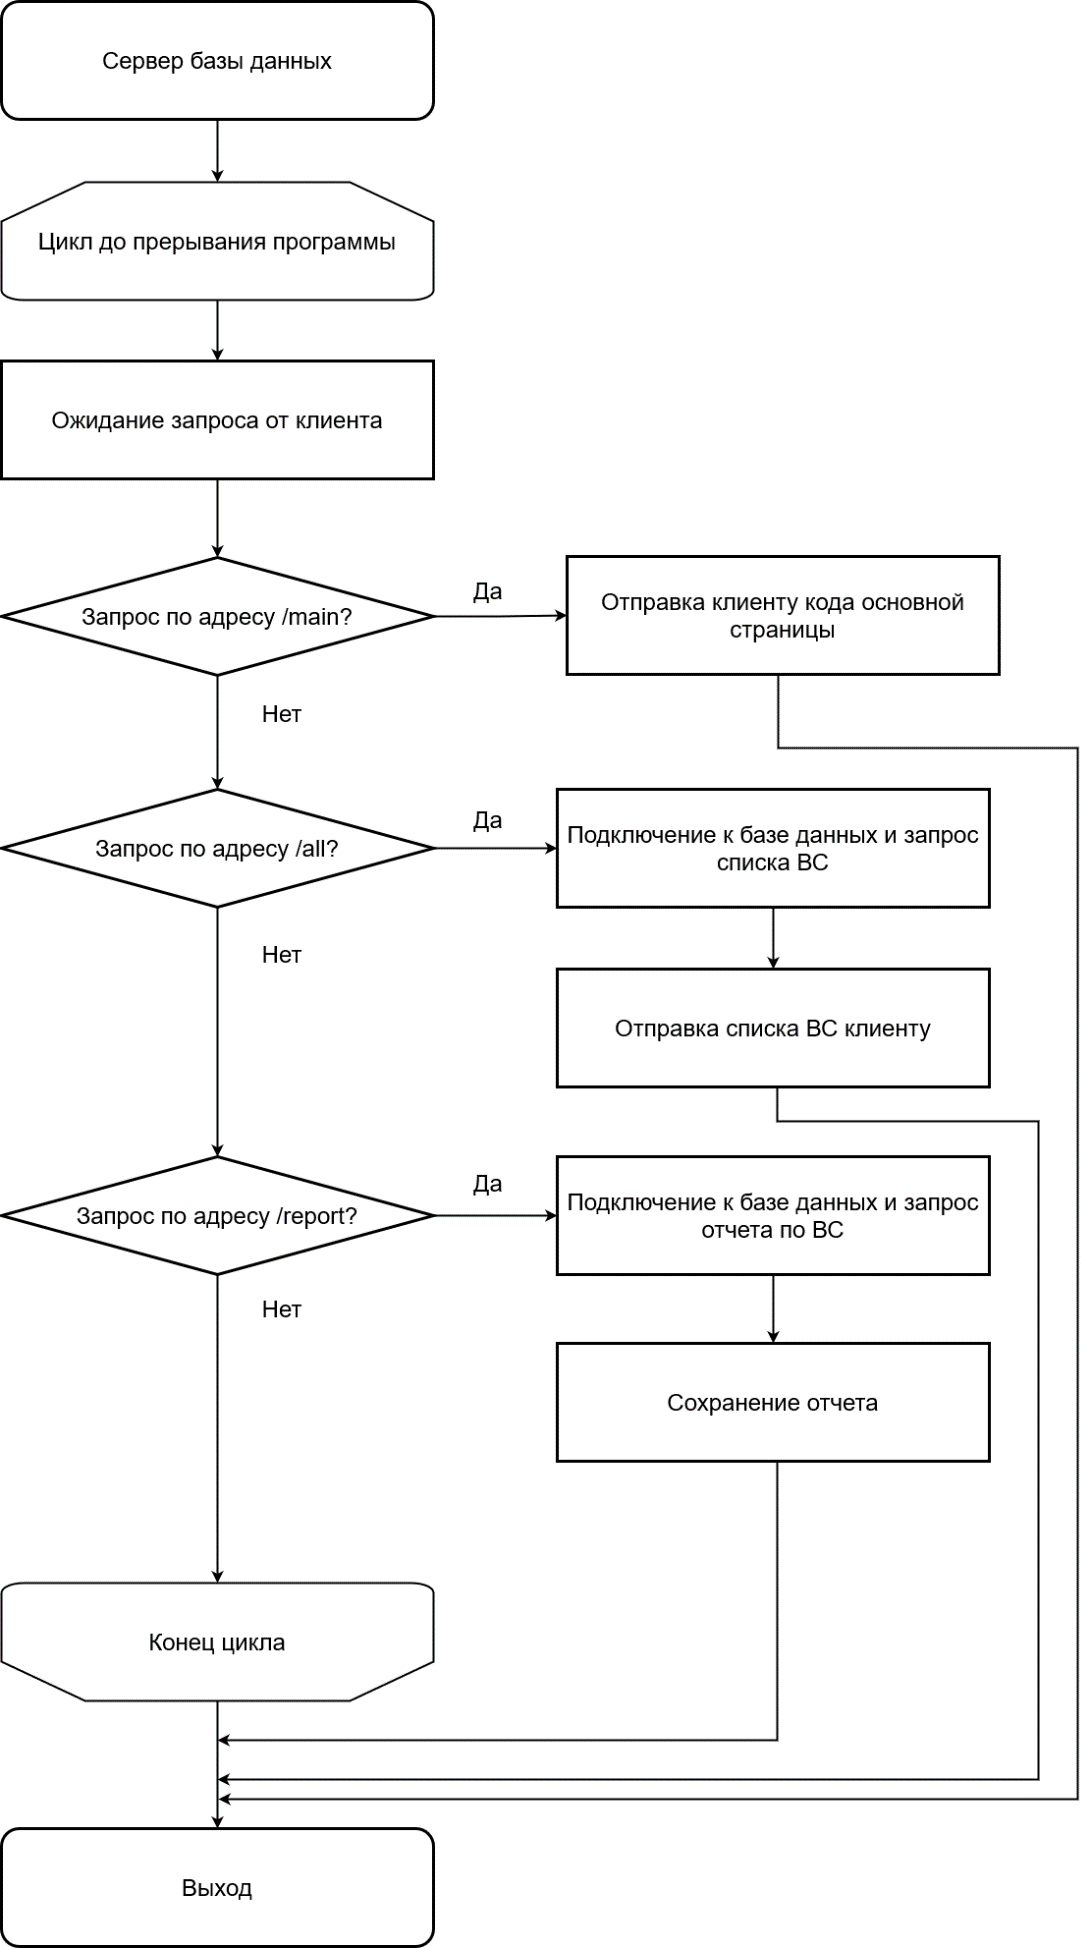 Сервер базы данных
Цикл до прерывания программы
Ожидание запроса от клиента
Запрос по адресу /main?
Да
Отправка клиенту кода основной
страницы
Нет
Запрос по адресу /all?
Да
Подключение к базе данных и запрос
списка ВС
Нет
Отправка списка ВС клиенту
Запрос по адресу /report?
Да
Подключение к базе данных и запрос
отчета по ВС
Нет
Сохранение отчета
Конец цикла
Выход